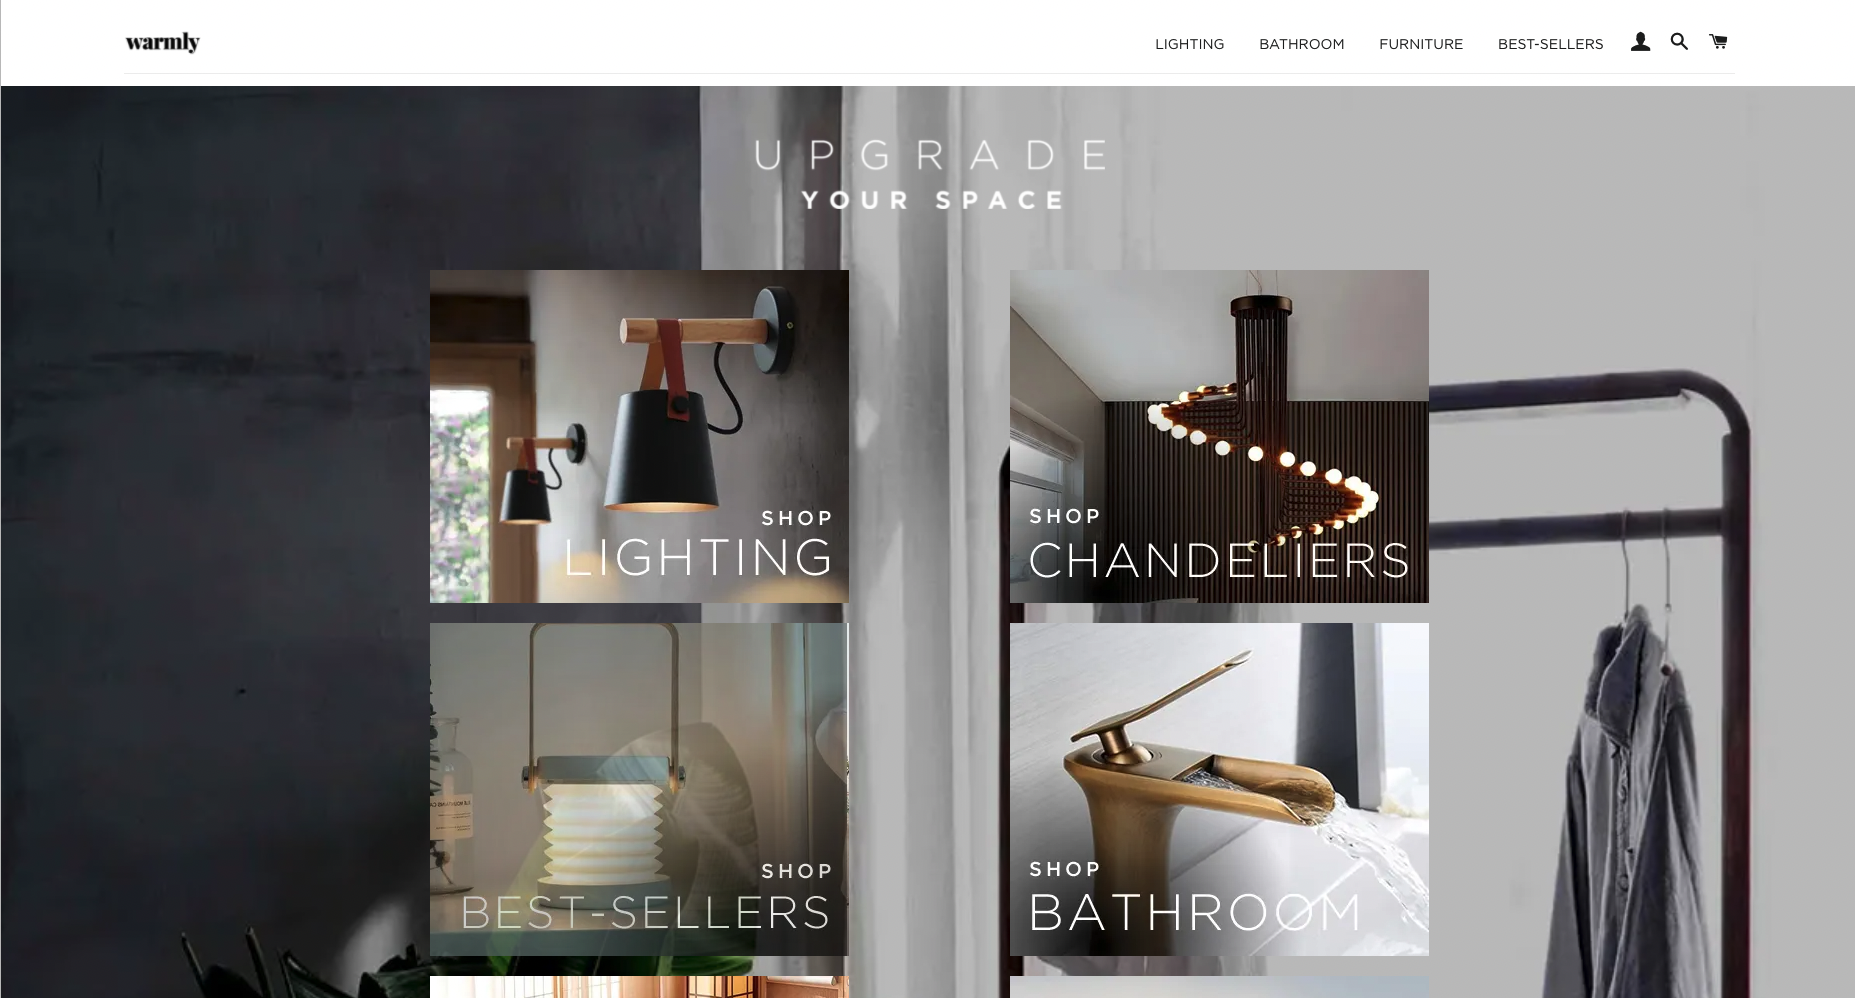 warmly
LIGHTING BATHROOM FURNITURE BEST-SELLERS
UPGRADE
YOUR SPACE
SHOP
LIGHTING
SHOP
CHANDELIERS
SHOP
BEST-SELLERS
SHOP
BATHROOM